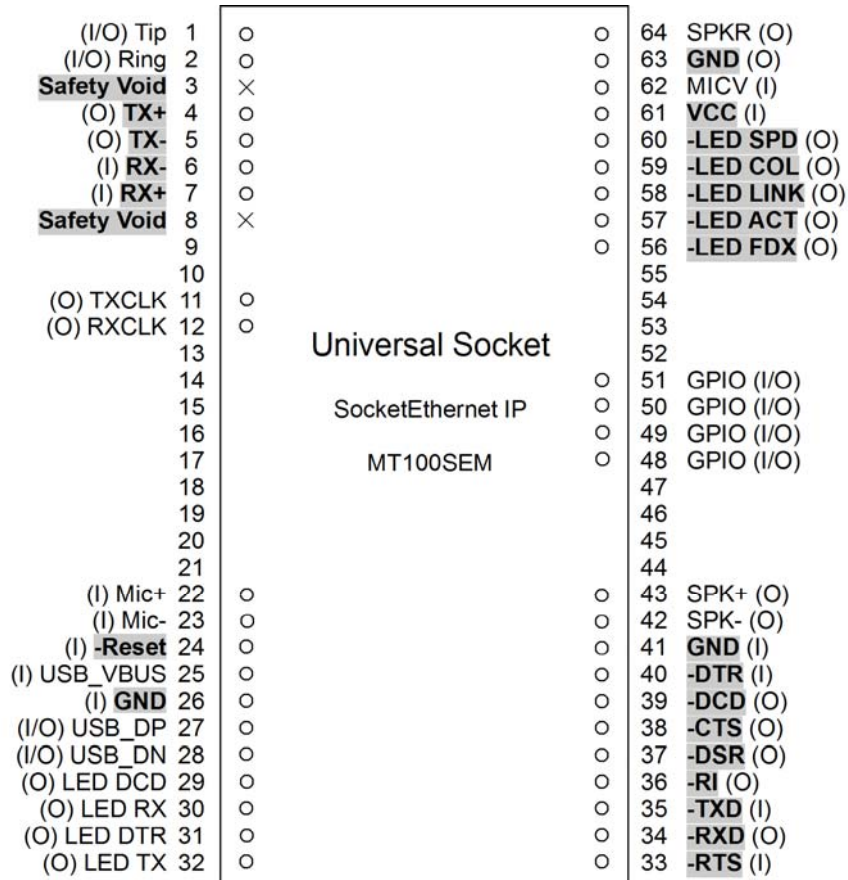 (I/O) Tip 1 64 SPKR (O)
(I/O) Ring 2 63 GND (O)
Safety Void 3 62 MICV (I)
(O) TX+ 4 61 VCC (I)
(O) TX- 5 60 -LED SPD (O)
(I) RX- 6 59 -LED COL (O)
(I) RX+ 7 58 -LED LINK (O)
Safety Void 8 57 -LED ACT (O)
9 56 -LED FDX (O)
10 55
(O) TXCLK 11 54
(O) RXCLK 12 53
Universal Socket
13 52
14 51 GPIO (I/O)
15 SocketEthernet IP 50 GPIO (I/O)
16 49 GPIO (I/O)
17 MT100SEM 48 GPIO (I/O)
18 47
19 46
20 45
21 44
(I) Mic+ 22 43 SPK+ (O)
(I) Mic- 23 42 SPK- (O)
(I) -Reset 24 41 GND (I)
(I) USB_VBUS 25 40 -DTR (I)
(I) GND 26 39 -DCD (O)
(I/O) USB_DP 27 38 -CTS (O)
(I/O) USB_DN 28 37 -DSR (O)
(O) LED DCD 29 36 -RI (O)
(O) LED RX 30 35 -TXD (I)
(O) LED DTR 31 34 -RXD (O)
(O) LED TX 32 33 -RTS (I)